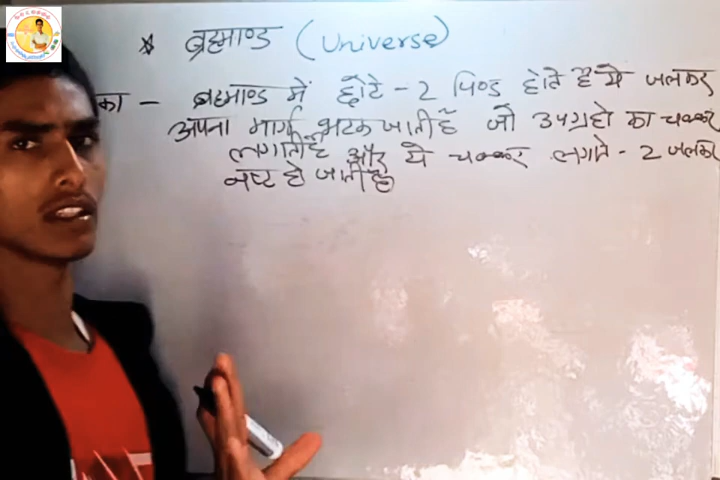 * ब्रह्माण्ड (Universe)
का - ब्रह्माण्ड में छोटे-2 पिण्ड होते हैं ये जलकर
अपना मार्ग भटक जाती हैं जो उपग्रहो का चक्कर
लगाती हैं और ये चक्कर लगाते-2 जलकर
नष्ट हो जाती हैं